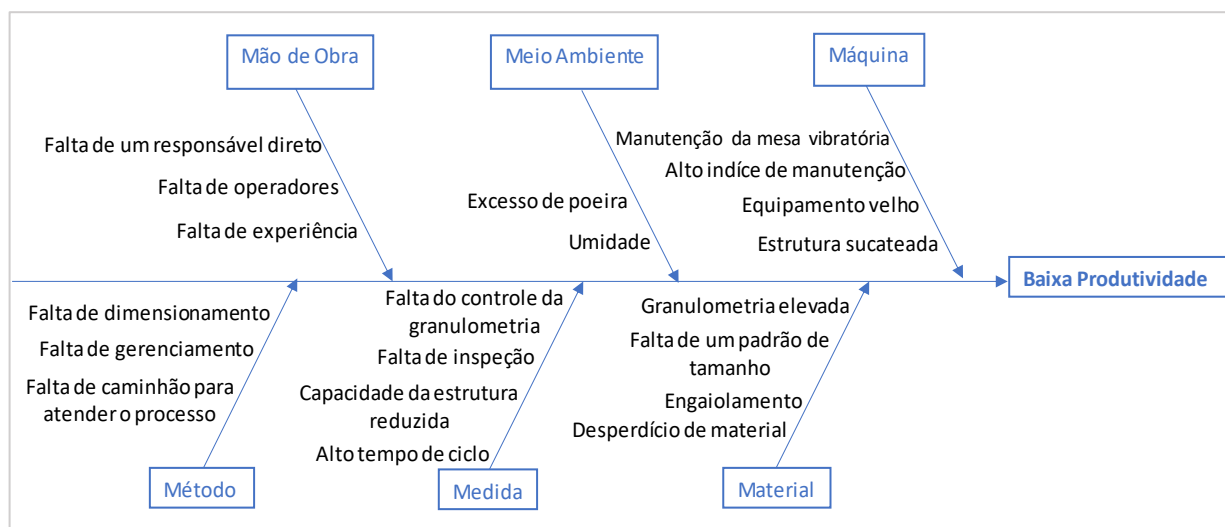 Mão de Obra
Meio Ambiente
Máquina
Falta de um responsável direto
Falta de operadores
Falta de experiência
Excesso de poeira
Umidade
Manutenção da mesa vibratória
Alto indíce de manutenção
Equipamento velho
Estrutura sucateada
Baixa Produtividade
Falta de dimensionamento
Falta de gerenciamento
Falta de caminhão para
atender o processo
Falta do controle da
granulometria
Falta de inspeção
Capacidade da estrutura
reduzida
Alto tempo de ciclo
Granulometria elevada
Falta de um padrão de
tamanho
Engaiolamento
Desperdício de material
Método
Medida
Material